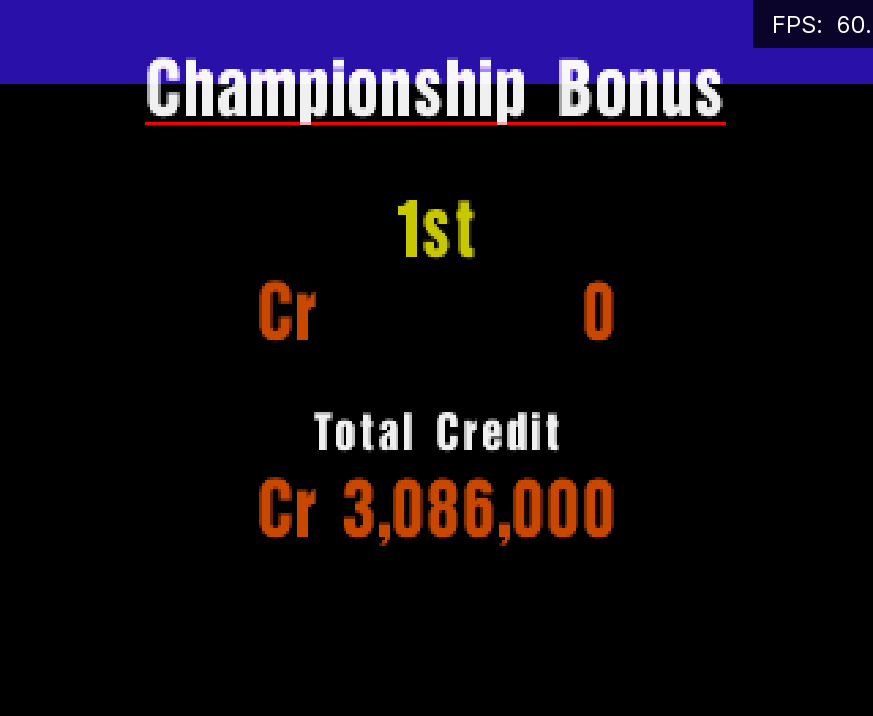 FPS: 60.
Championship Bonus
1st
Cr 0
Total Credit
Cr 3,086,000